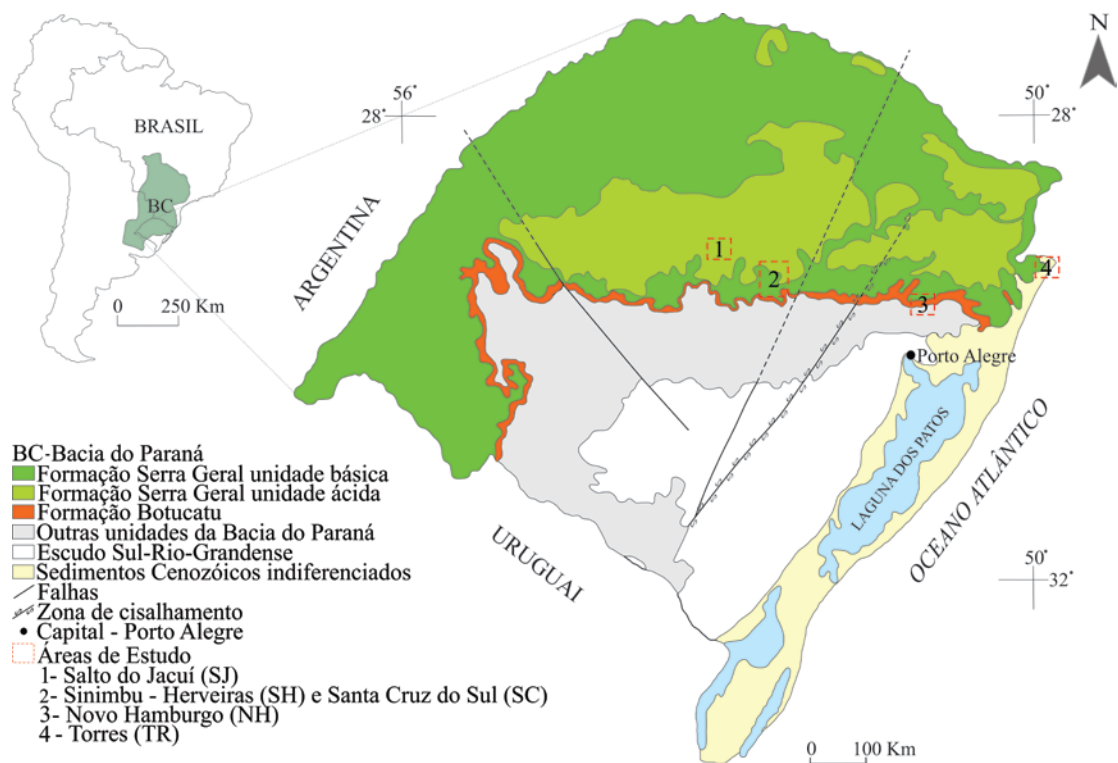 BRASIL
BC
0 250 Km
N
56°
28°
50°
28°
ARGENTINA
1
2
3
4
Porto Alegre
LAGUNA DOS PATOS
OCEANO ATLÂNTICO
URUGUAI
50°
32°
0 100 Km
BC-Bacia do Paraná
Formação Serra Geral unidade básica
Formação Serra Geral unidade ácida
Formação Botucatu
Outras unidades da Bacia do Paraná
Escudo Sul-Rio-Grandense
Sedimentos Cenozóicos indiferenciados
Falhas
Zona de cisalhamento
Capital - Porto Alegre
Áreas de Estudo
1- Salto do Jacuí (SJ)
2- Sinimbu - Herveiras (SH) e Santa Cruz do Sul (SC)
3- Novo Hamburgo (NH)
4 - Torres (TR)